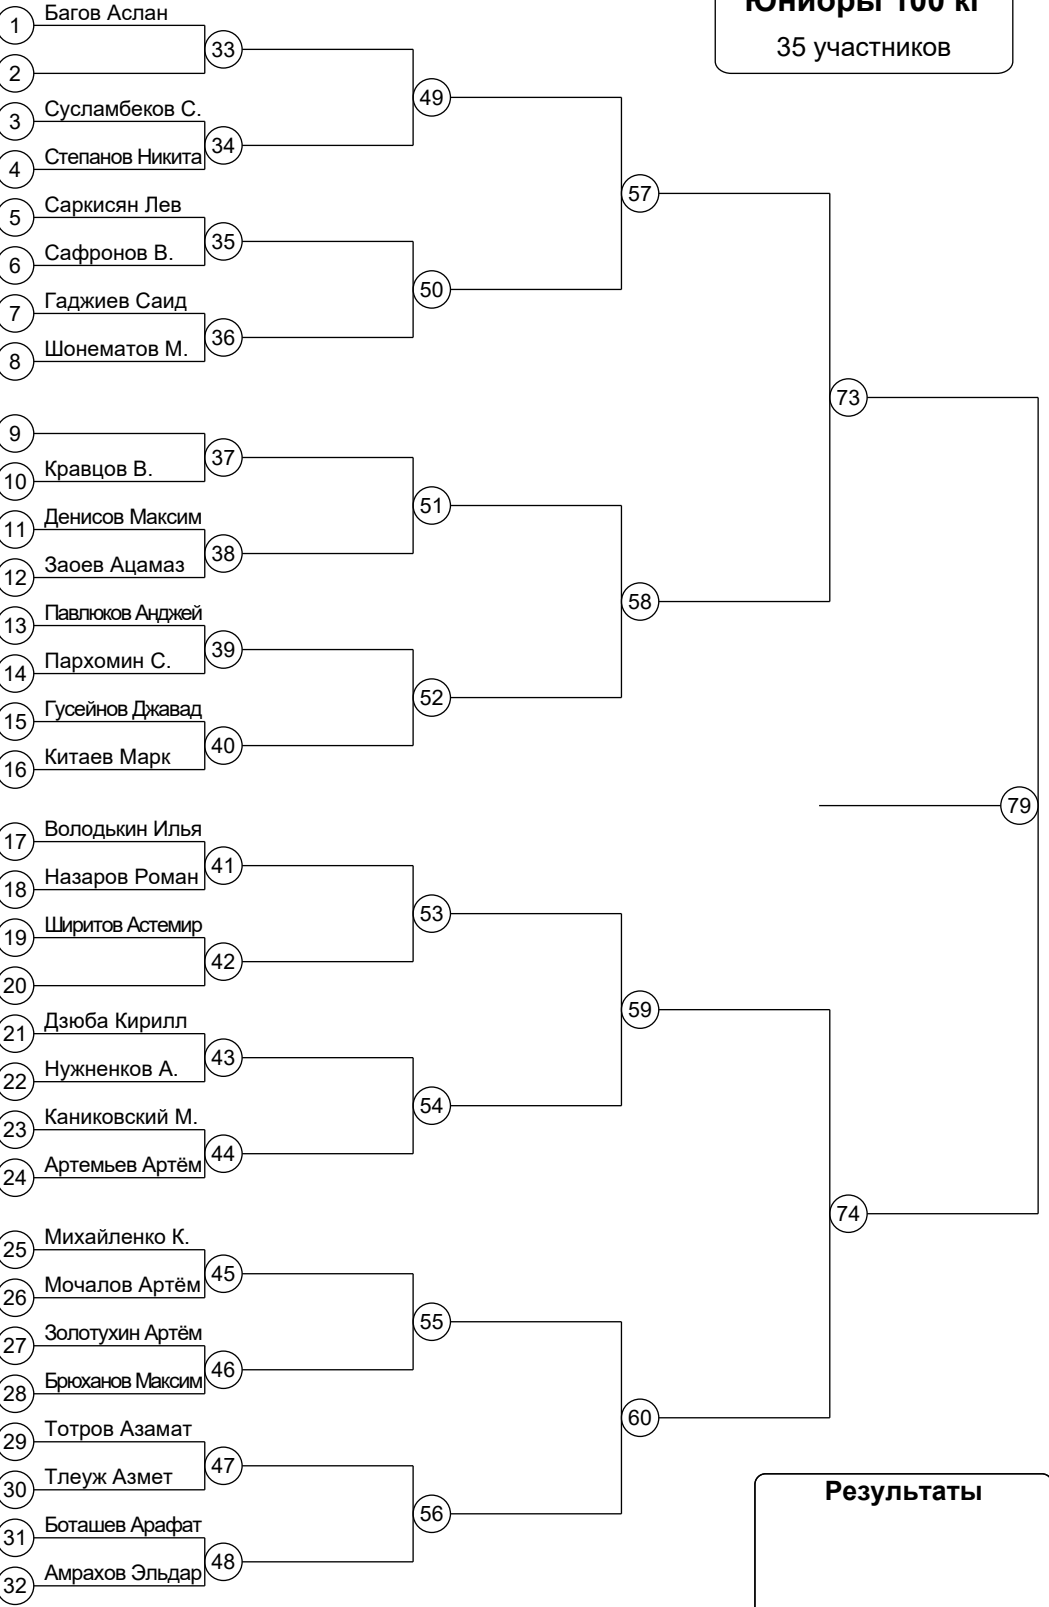 Юниоры 100 кг
35 участников
1 Багов Аслан
33
2
49
3 Сусламбеков С.
34
4 Степанов Никита
57
5 Саркисян Лев
35
6 Сафронов В.
50
7 Гаджиев Саид
36
8 Шонематов М.
73
9
37
10 Кравцов В.
51
11 Денисов Максим
38
12 Заоев Ацамаз
58
13 Павлюков Анджей
39
14 Пархомин С.
52
15 Гусейнов Джавад
40
16 Китаев Марк
79
17 Володькин Илья
41
18 Назаров Роман
53
19 Ширитов Астемир
42
20
59
21 Дзюба Кирилл
43
22 Нужненков А.
54
23 Каниковский М.
44
24 Артемьев Артём
74
25 Михайленко К.
45
26 Мочалов Артём
55
27 Золотухин Артём
46
28 Брюханов Максим
60
29 Тотров Азамат
47
30 Тлеуж Азмет
56
31 Боташев Арафат
48
32 Амрахов Эльдар
Результаты